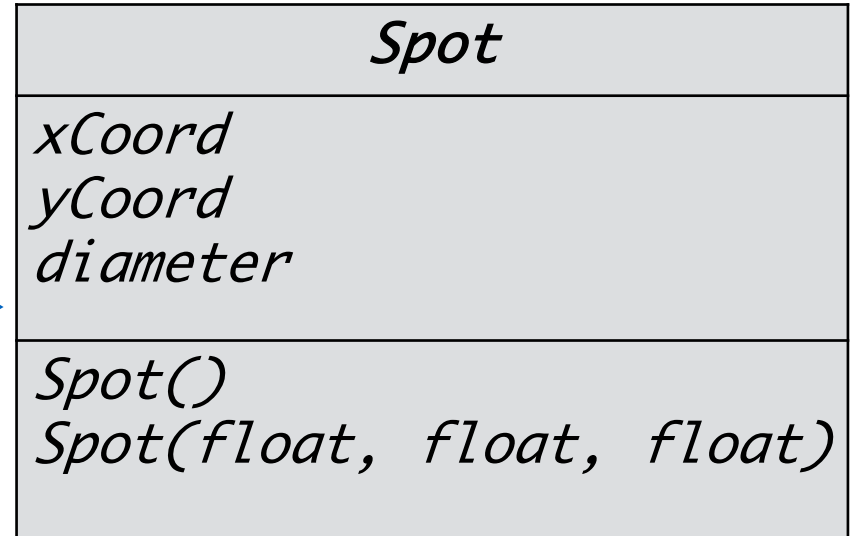 Spot
xCoord
yCoord
diameter
Spot()
Spot(float, float, float)